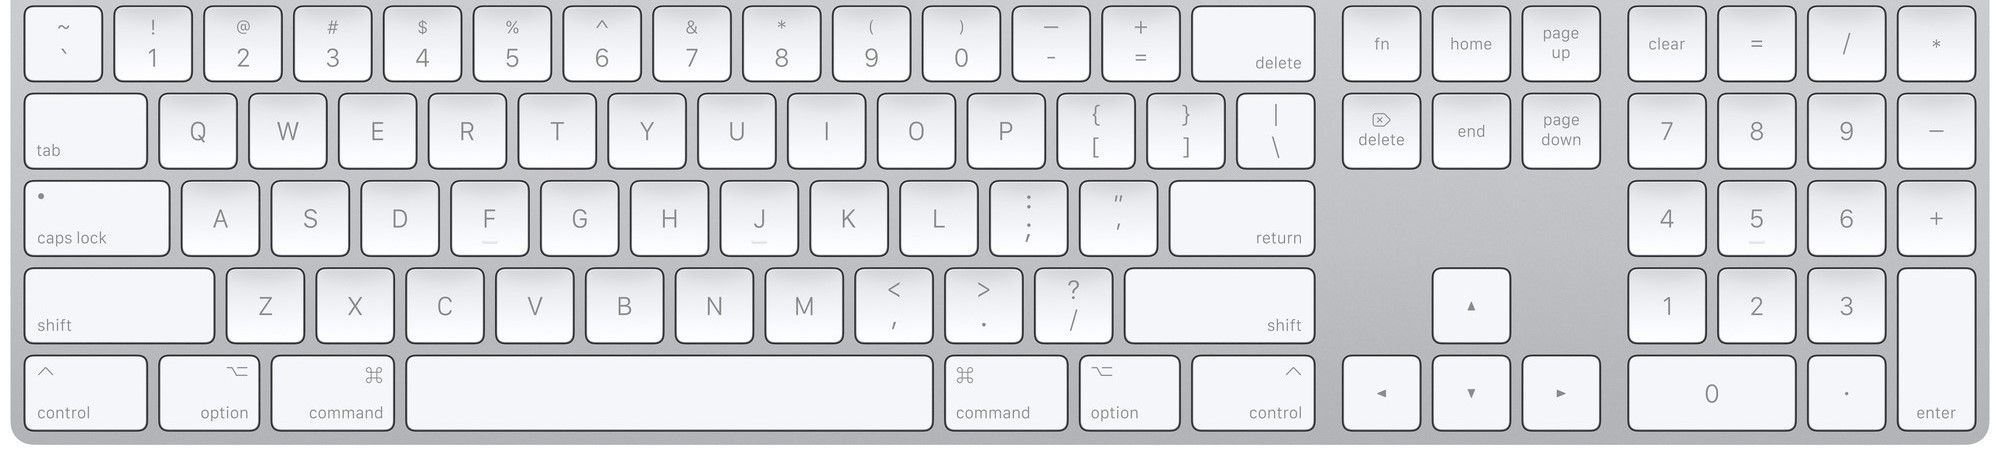 ~ ! @ # $ % ^ & * ( ) — +
` 1 2 3 4 5 6 7 8 9 0 - = delete fn home page up clear = / *
tab Q W E R T Y U I O P { [ } ] | \ ⌦ delete end page down 7 8 9 −
• caps lock A S D F G H J K L : ; " ' return 4 5 6 +
shift Z X C V B N M < , > . ? / shift ▲ 1 2 3
^ control ⌥ option ⌘ command ⌘ command ⌥ option ^ control ◀ ▼ ▶ 0 . enter